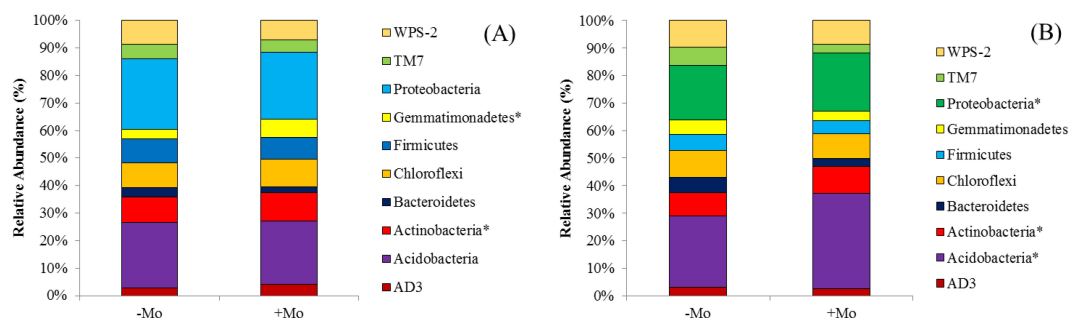 (A)
Relative Abundance (%)
100%
90%
80%
70%
60%
50%
40%
30%
20%
10%
0%
-Mo
+Mo
WPS-2
TM7
Proteobacteria
Gemmatimonadetes*
Firmicutes
Chloroflexi
Bacteroidetes
Actinobacteria*
Acidobacteria
AD3
(B)
Relative Abundance (%)
100%
90%
80%
70%
60%
50%
40%
30%
20%
10%
0%
-Mo
+Mo
WPS-2
TM7
Proteobacteria*
Gemmatimonadetes
Firmicutes
Chloroflexi
Bacteroidetes
Actinobacteria*
Acidobacteria*
AD3